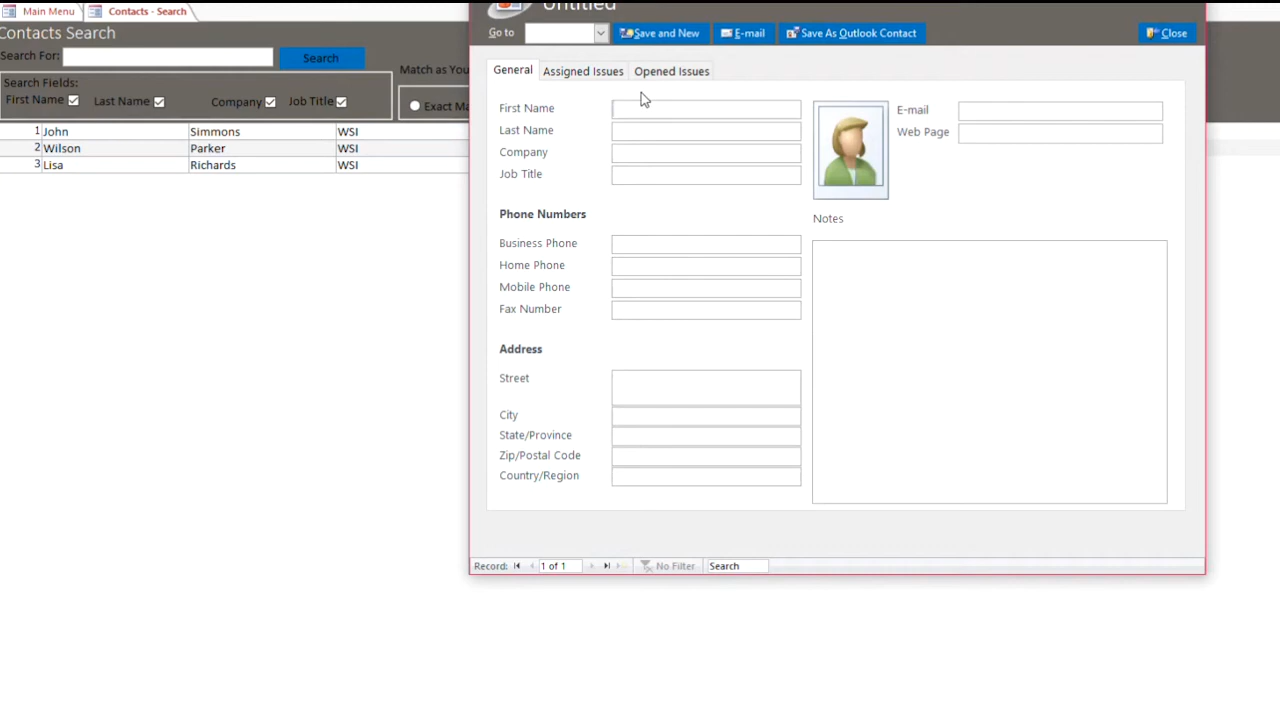 Main Menu
Contacts - Search
Contacts Search
Search For:
Search
Search Fields:
First Name
Last Name
Company
Job Title
Match as You
Exact Ma
1 John Simmons WSI
2 Wilson Parker WSI
3 Lisa Richards WSI
Untitled
Go to
Save and New
E-mail
Save As Outlook Contact
Close
General
Assigned Issues
Opened Issues
First Name
Last Name
Company
Job Title
E-mail
Web Page
Phone Numbers
Business Phone
Home Phone
Mobile Phone
Fax Number
Notes
Address
Street
City
State/Province
Zip/Postal Code
Country/Region
Record: 1 of 1 No Filter Search